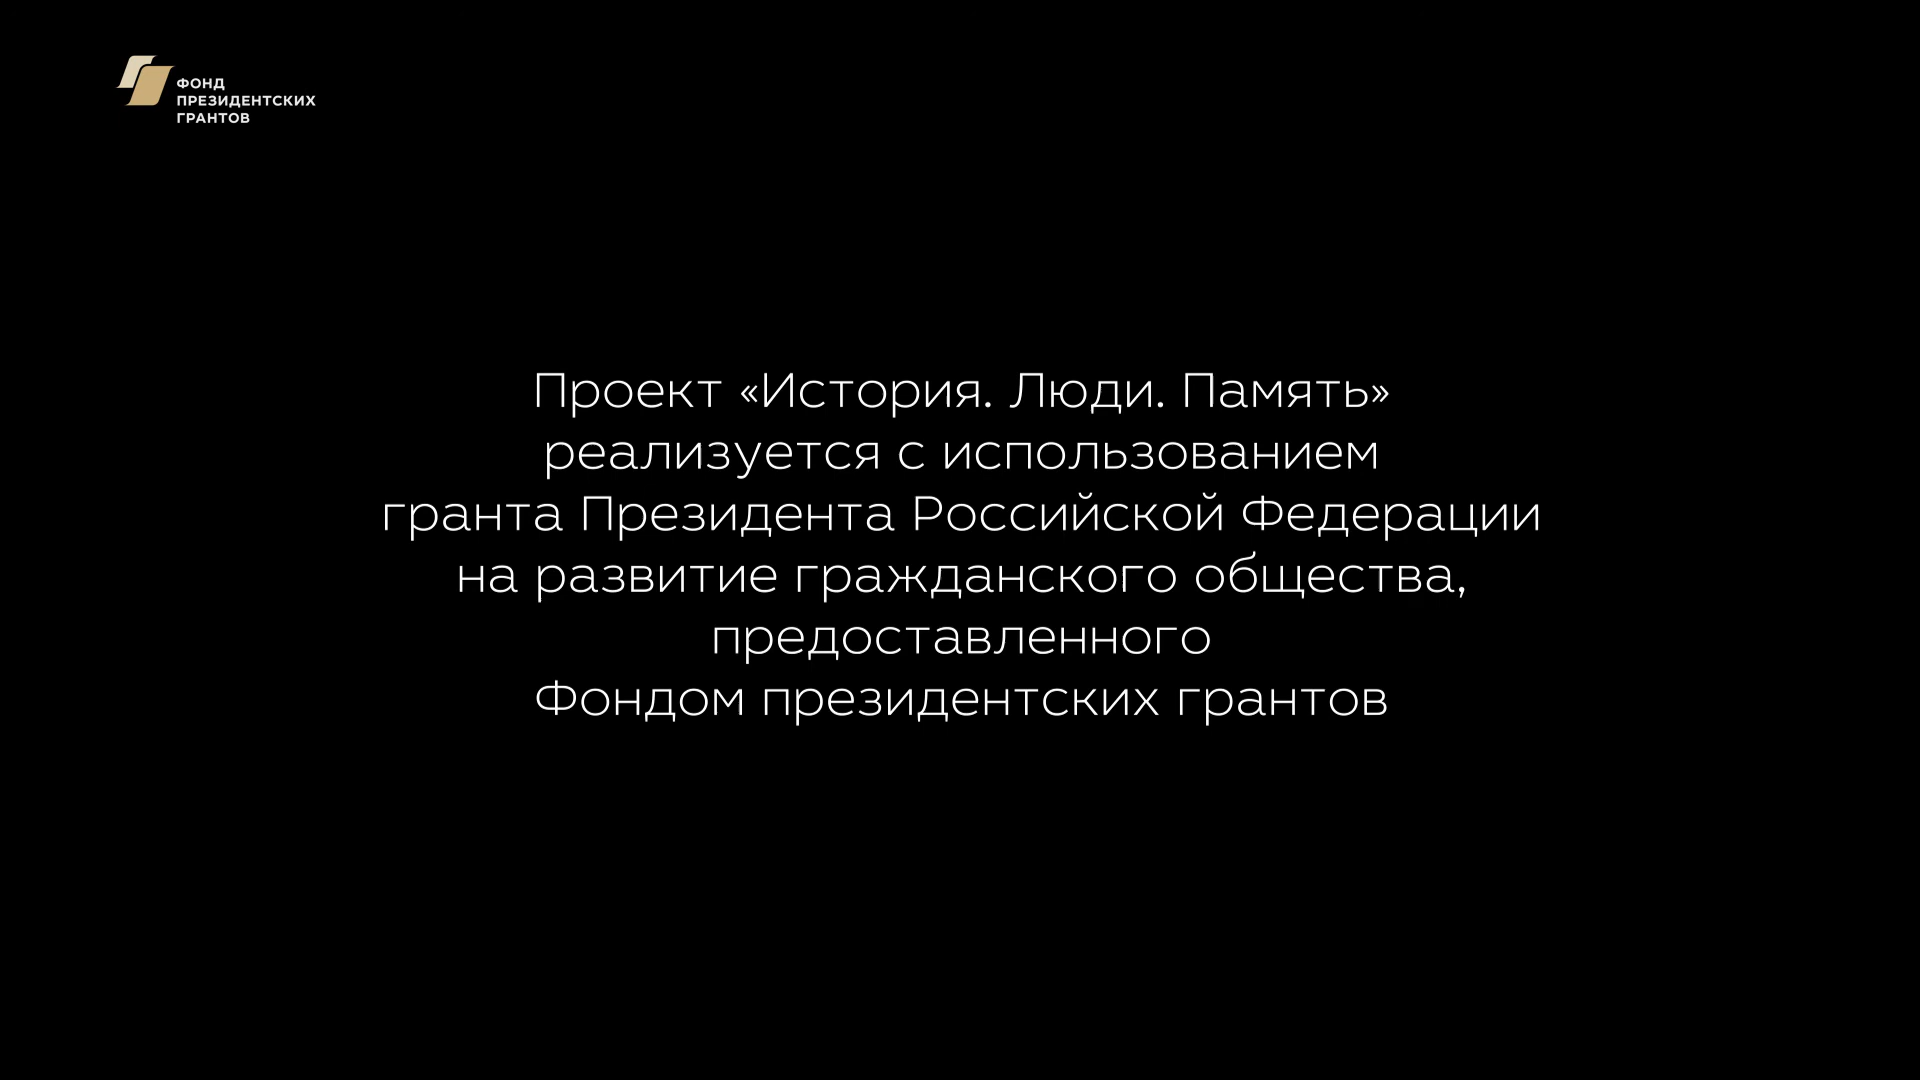 ФОНД
ПРЕЗИДЕНТСКИХ
ГРАНТОВ
Проект «История. Люди. Память»
реализуется с использованием
гранта Президента Российской Федерации
на развитие гражданского общества,
предоставленного
Фондом президентских грантов